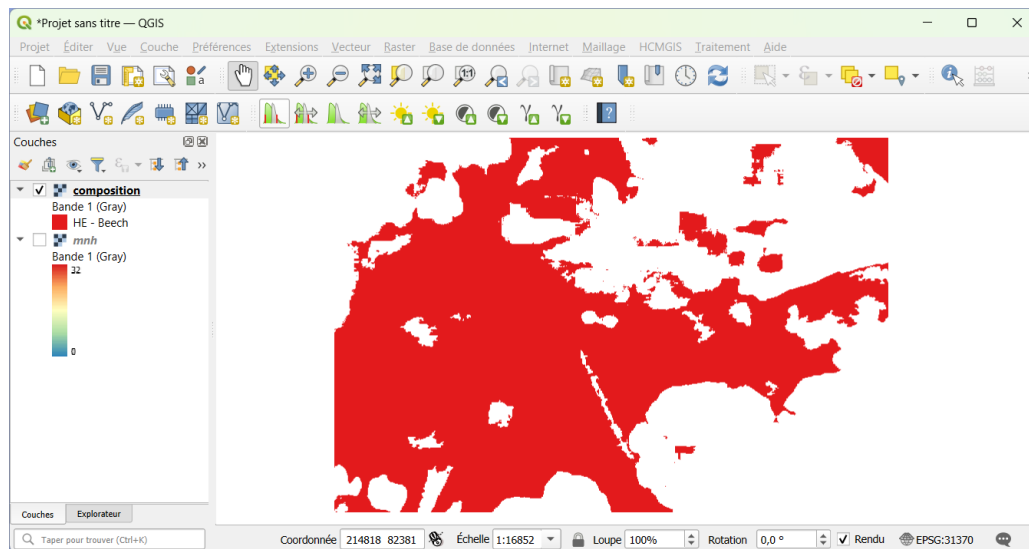 *Projet sans titre — QGIS
Projet Éditer Vue Couche Préférences Extensions Vecteur Raster Base de données Internet Maillage HCMGIS Traitement Aide
1:1
a
?
Couches
composition
Bande 1 (Gray)
HE - Beech
mnh
Bande 1 (Gray)
32
0
Couches Explorateur
Taper pour trouver (Ctrl+K) Coordonnée 214818 82381 Échelle 1:16852 Loupe 100% Rotation 0,0 ° Rendu EPSG:31370